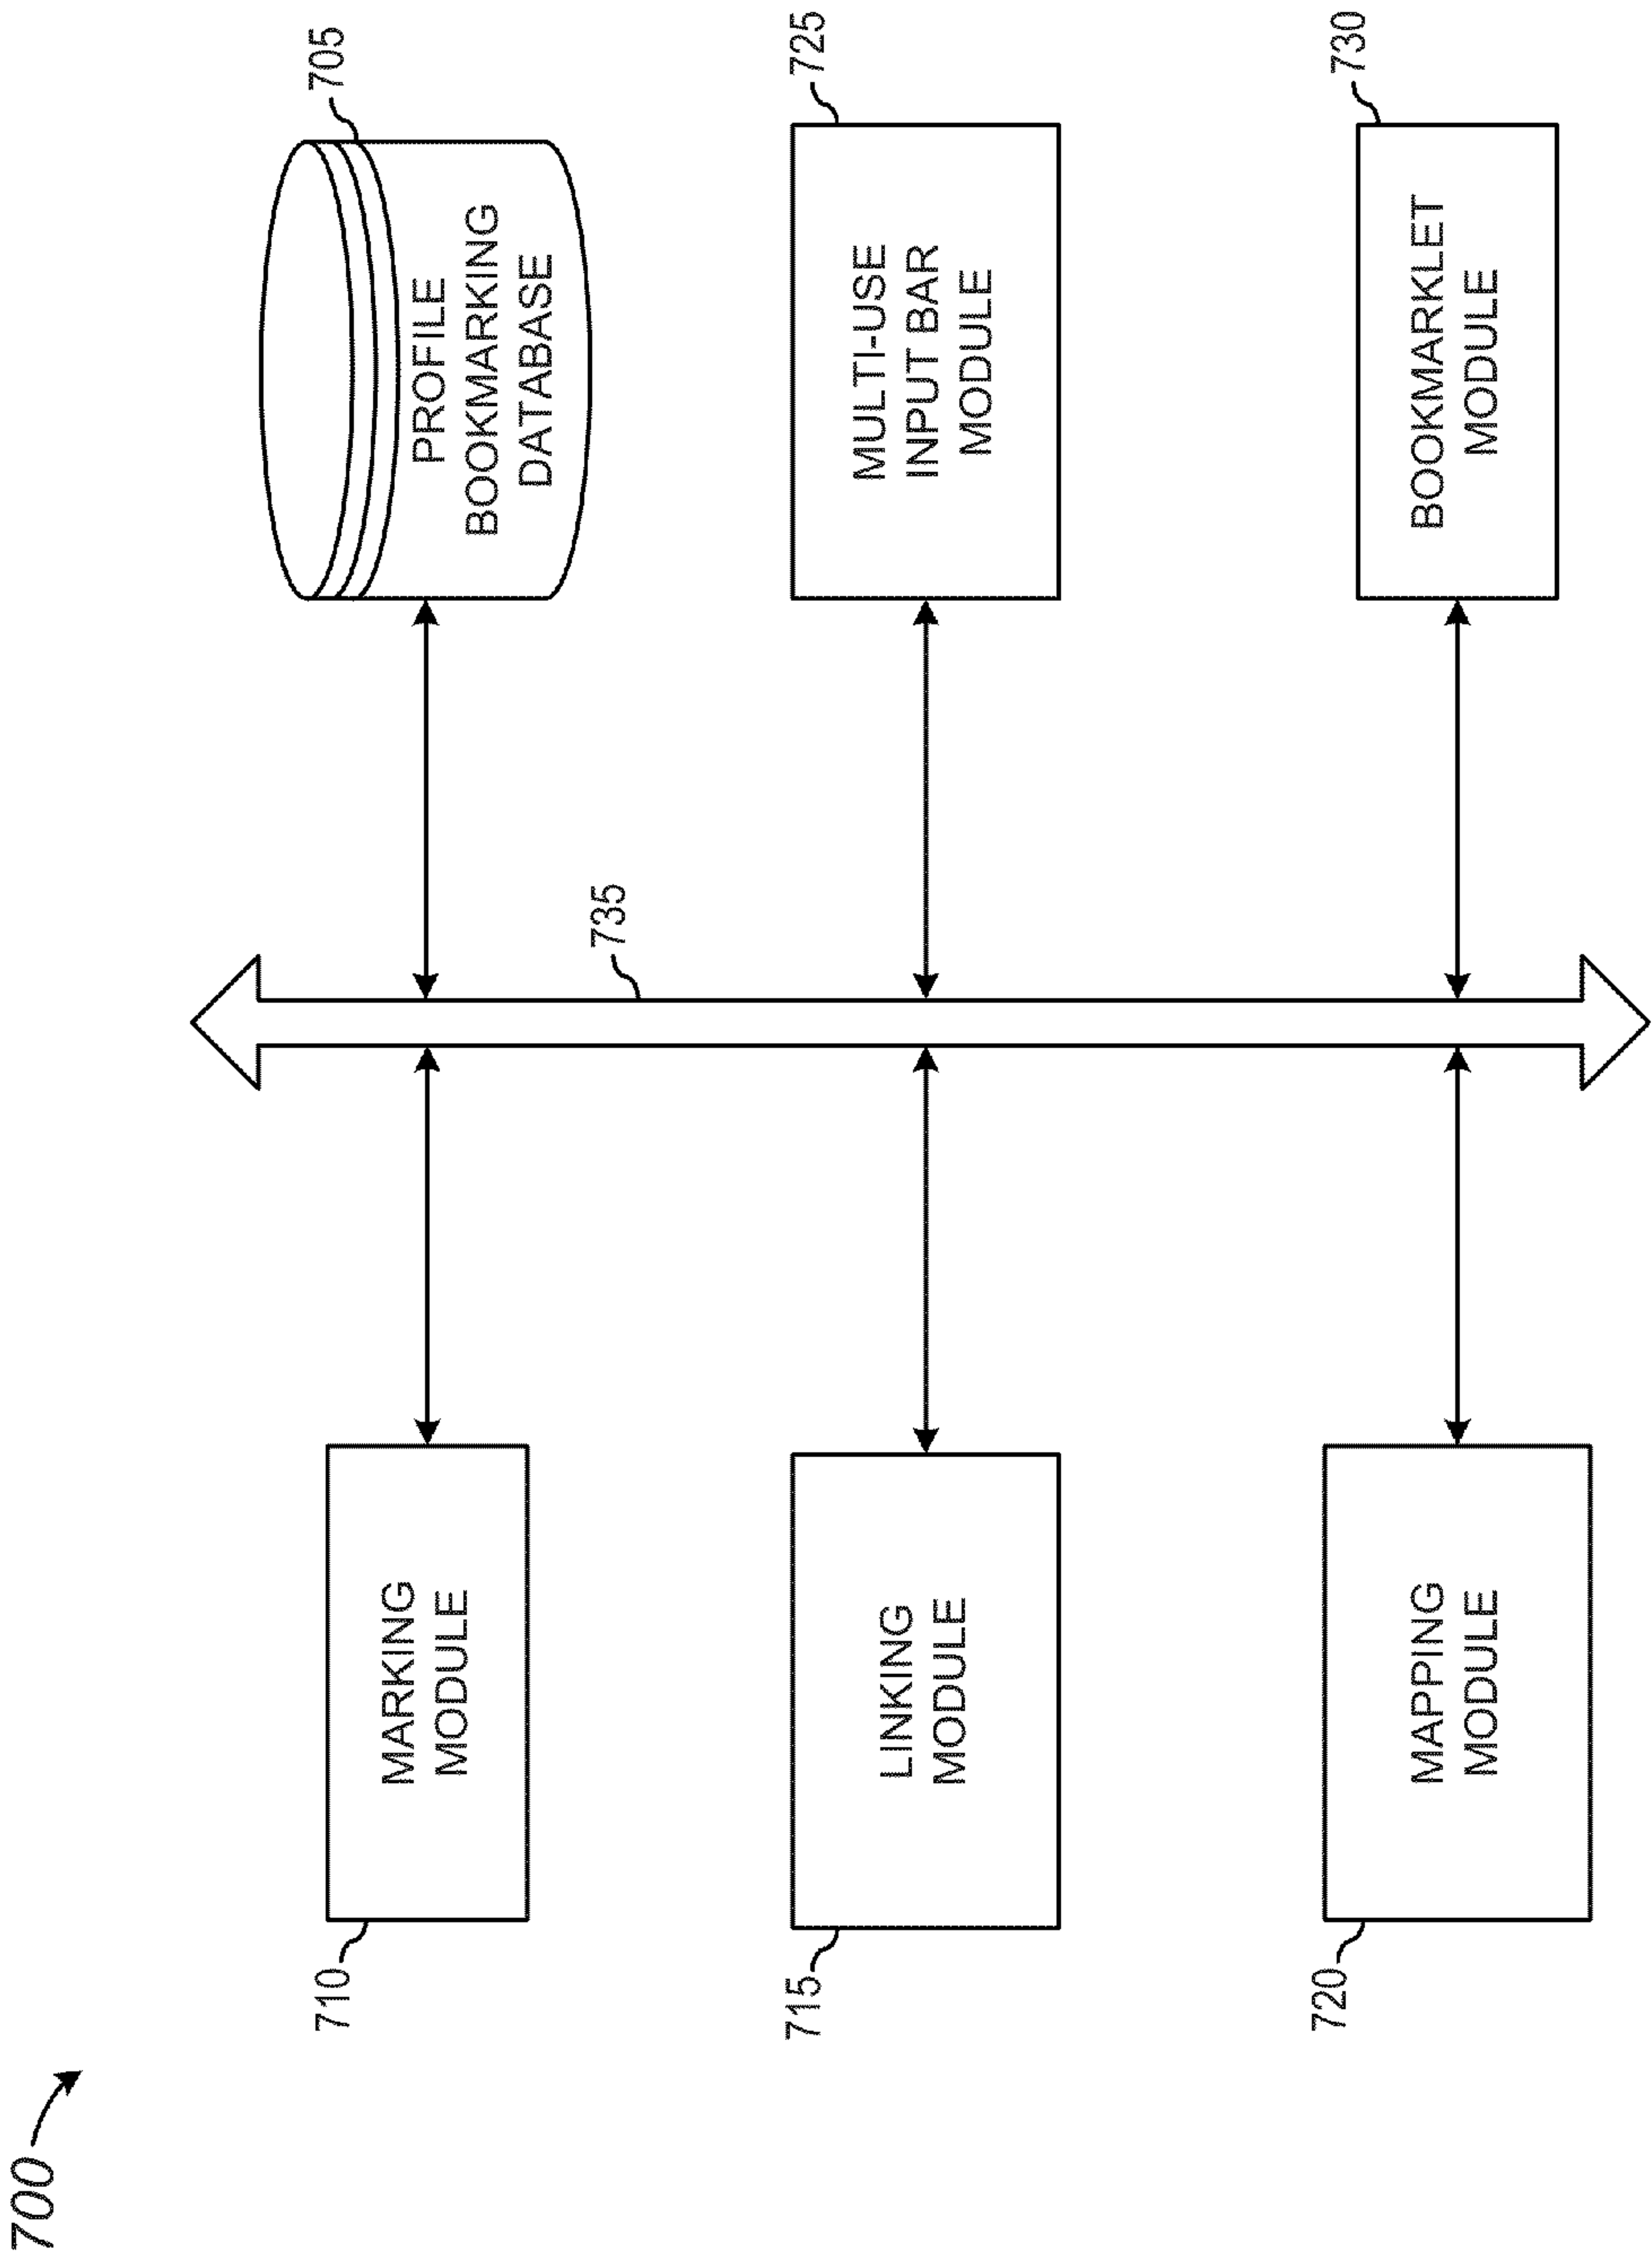 700
710
MARKING
MODULE
715
LINKING
MODULE
720
MAPPING
MODULE
735
705
PROFILE
BOOKMARKING
DATABASE
725
MULTI-USE
INPUT BAR
MODULE
730
BOOKMARKLET
MODULE